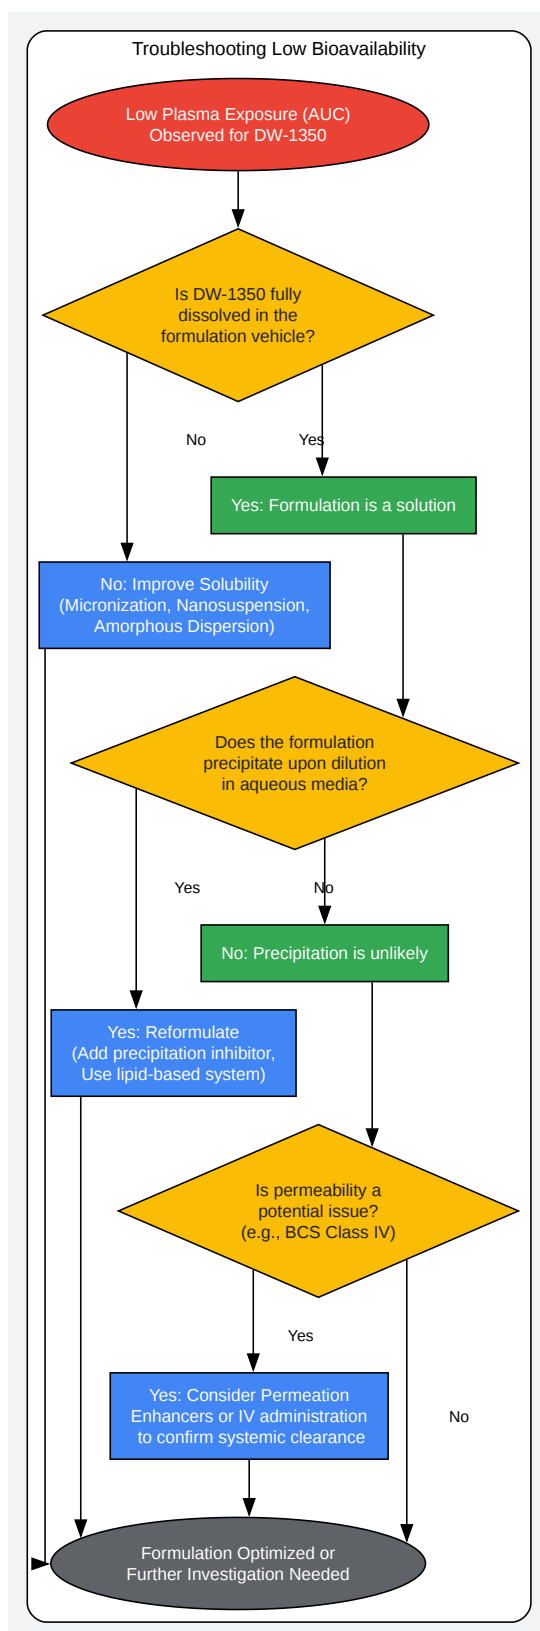 Troubleshooting Low Bioavailability
Low Plasma Exposure (AUC)
Observed for DW-1350
Is DW-1350 fully
dissolved in the
formulation vehicle?
No
Yes
Yes: Formulation is a solution
No: Improve Solubility
(Micronization, Nanosuspension,
Amorphous Dispersion)
Does the formulation
precipitate upon dilution
in aqueous media?
Yes
No
No: Precipitation is unlikely
Yes: Reformulate
(Add precipitation inhibitor,
Use lipid-based system)
Is permeability a
potential issue?
(e.g., BCS Class IV)
Yes
Yes: Consider Permeation
Enhancers or IV administration
to confirm systemic clearance
No
Formulation Optimized or
Further Investigation Needed